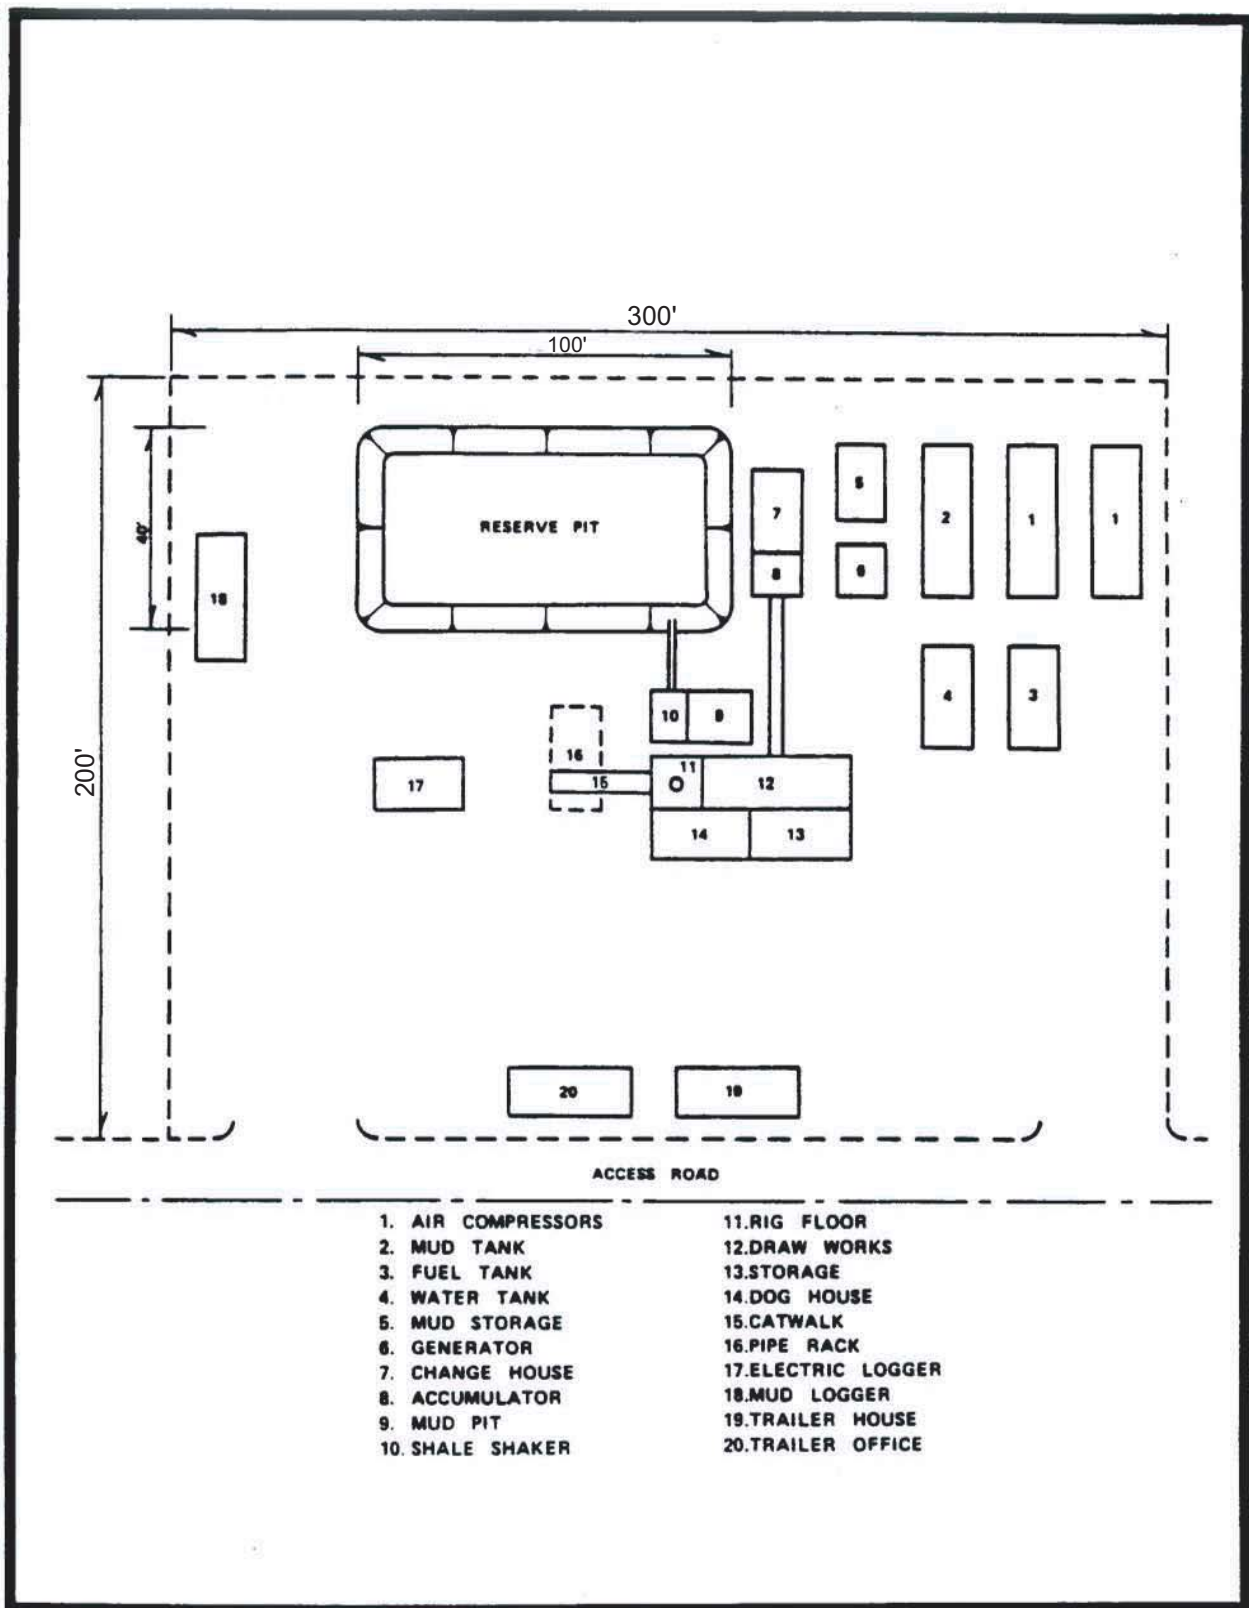 300'
100'
40'
200'
RESERVE PIT
7
8
5
6
2
1
1
18
4
3
10
9
16
15
11
12
17
14
13
20
19
ACCESS ROAD
1. AIR COMPRESSORS
2. MUD TANK
3. FUEL TANK
4. WATER TANK
5. MUD STORAGE
6. GENERATOR
7. CHANGE HOUSE
8. ACCUMULATOR
9. MUD PIT
10. SHALE SHAKER
11.RIG FLOOR
12.DRAW WORKS
13.STORAGE
14.DOG HOUSE
15.CATWALK
16.PIPE RACK
17.ELECTRIC LOGGER
18.MUD LOGGER
19.TRAILER HOUSE
20.TRAILER OFFICE